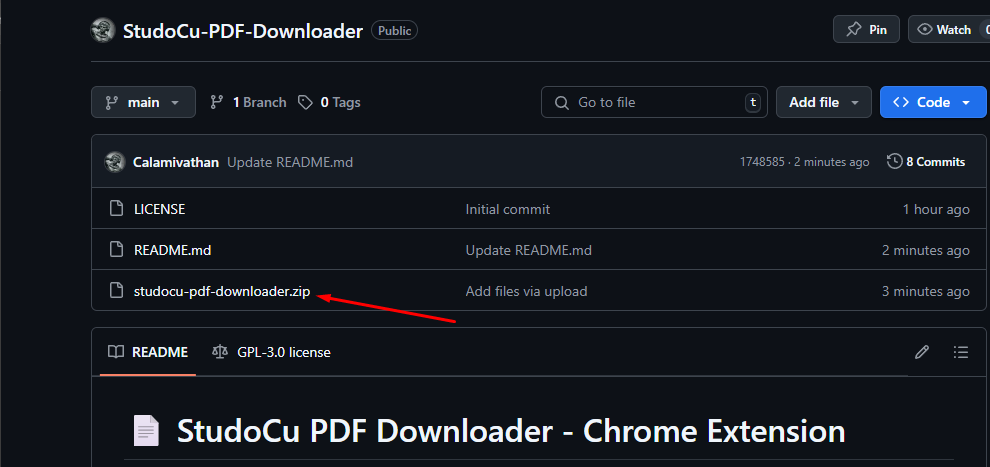 StudoCu-PDF-Downloader Public Pin Watch
main 1 Branch 0 Tags Go to file t Add file Code
Calamivathan Update README.md 1748585 · 2 minutes ago 8 Commits
LICENSE Initial commit 1 hour ago
README.md Update README.md 2 minutes ago
studocu-pdf-downloader.zip Add files via upload 3 minutes ago
README GPL-3.0 license
StudoCu PDF Downloader - Chrome Extension